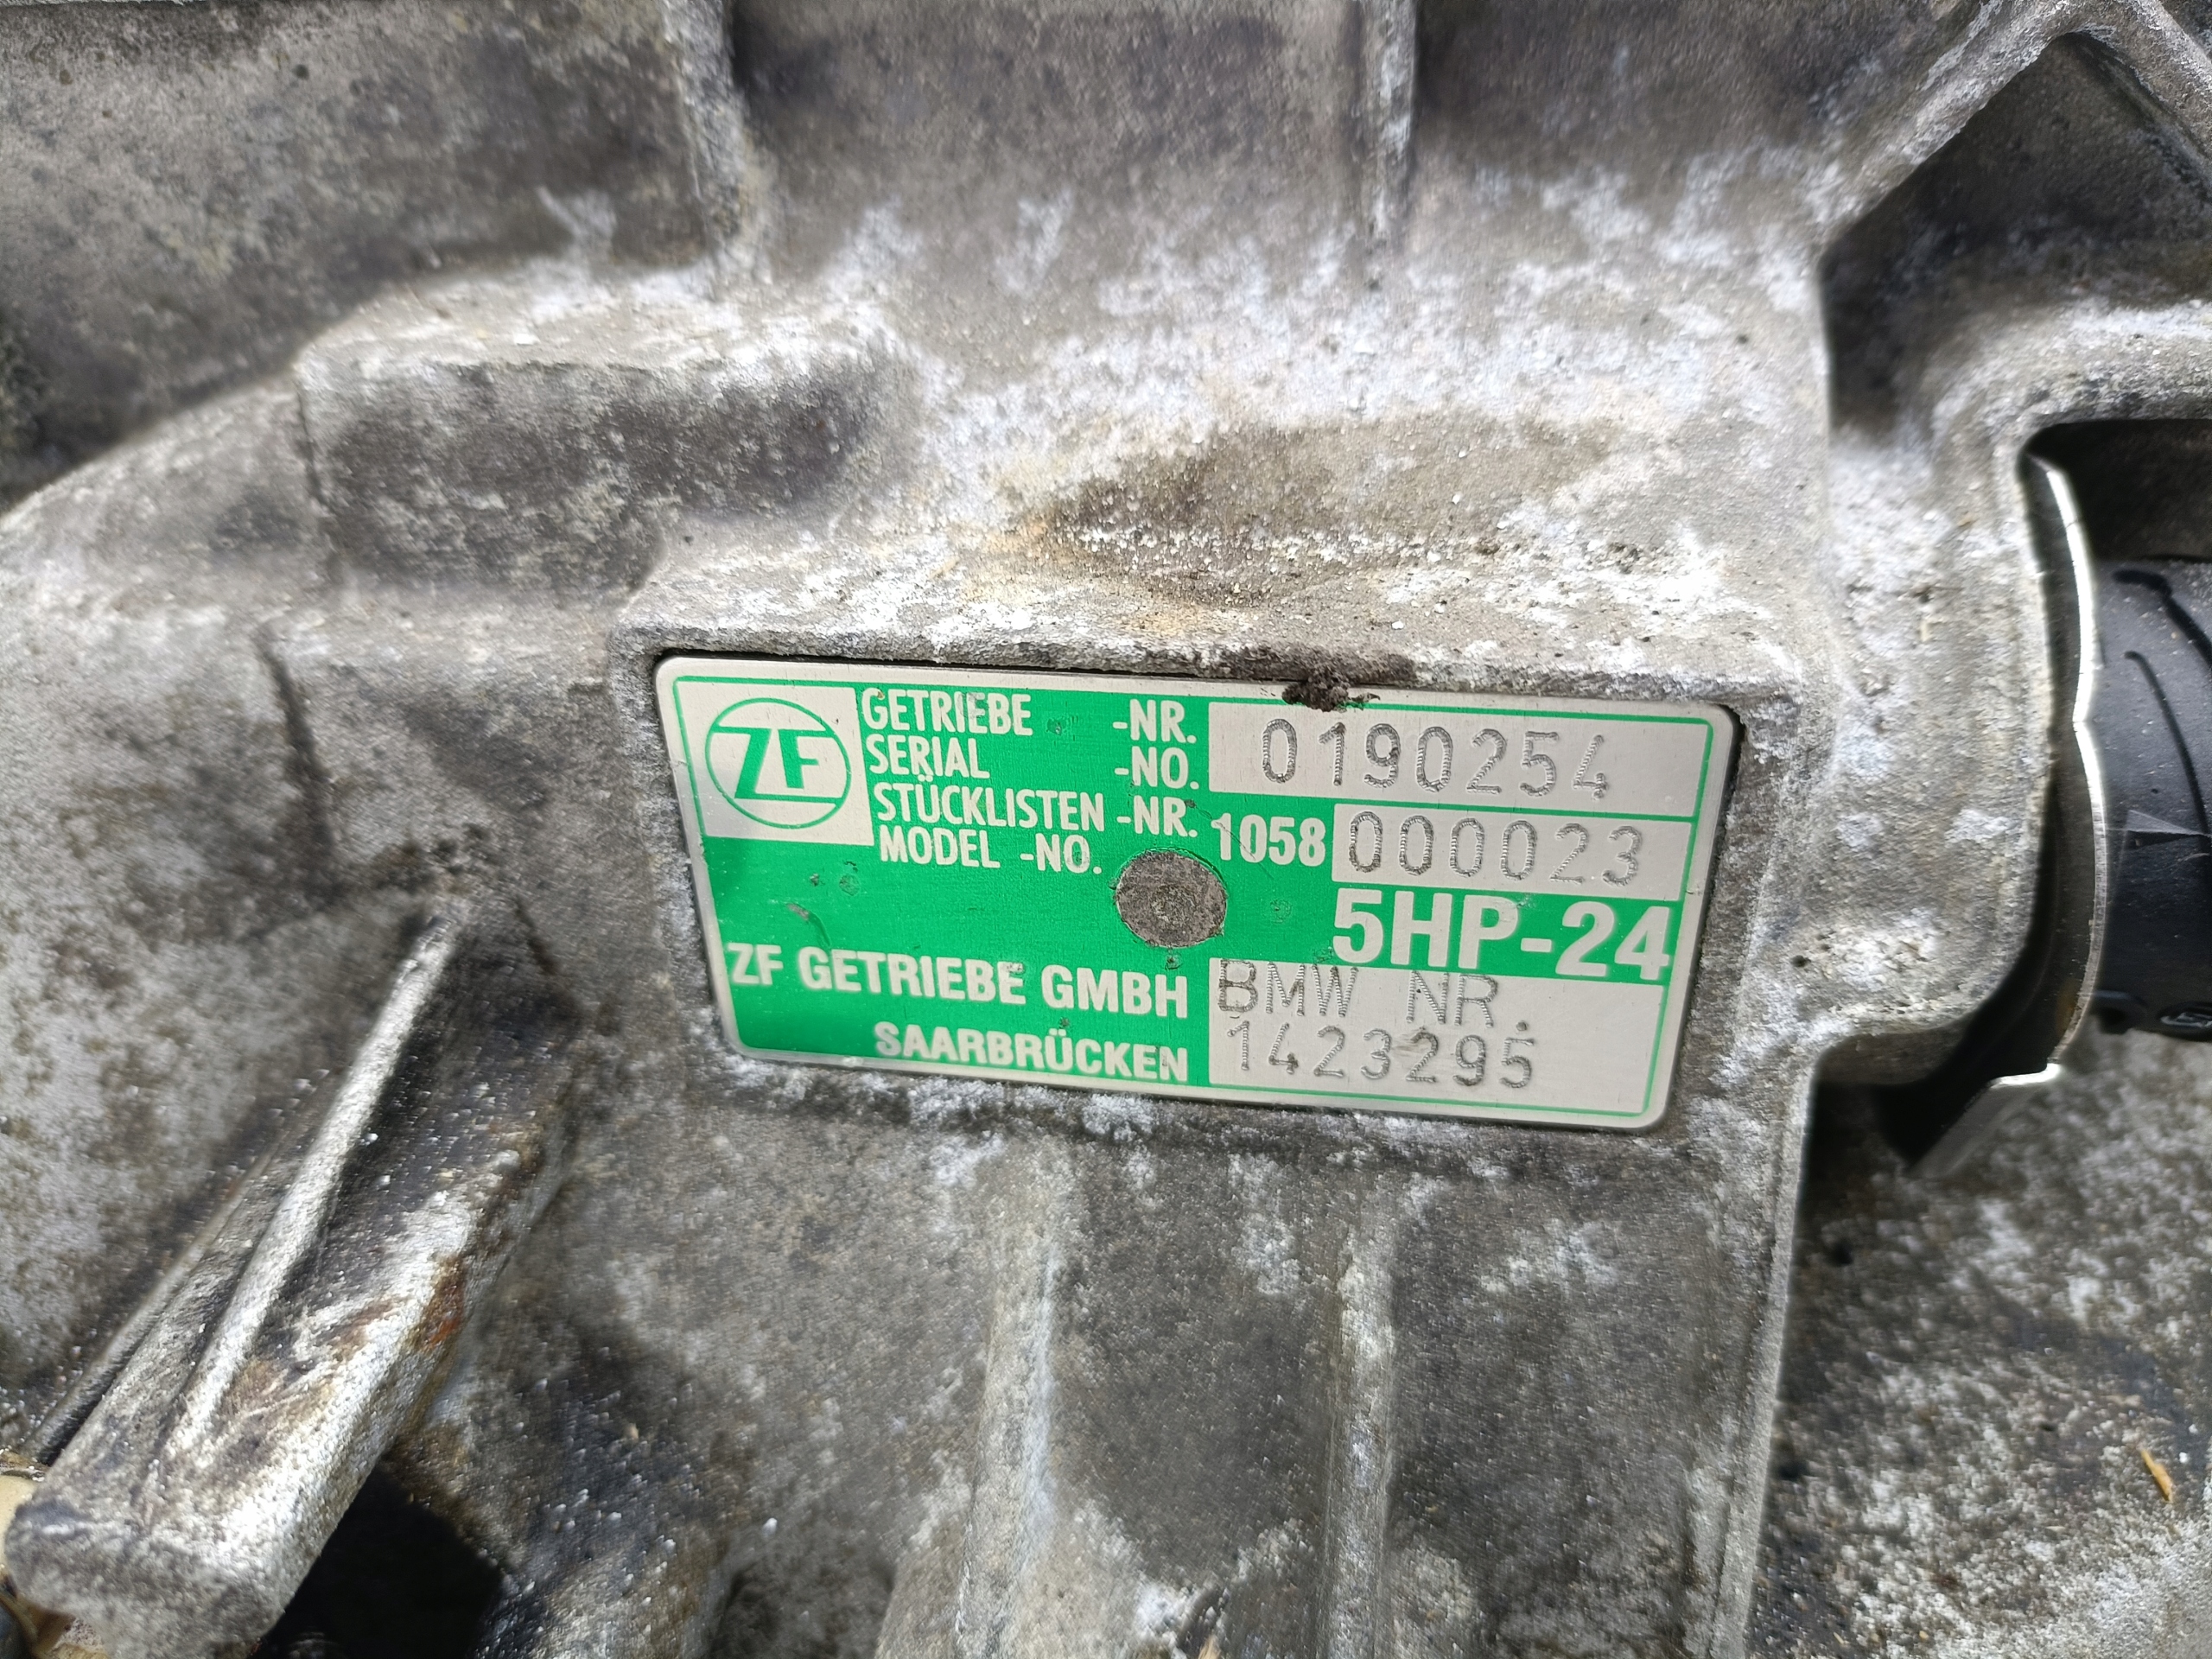 ZF
GETRIEBE -NR. 0190254
SERIAL -NO.
STÜCKLISTEN -NR. 1058 000023
MODEL -NO.
5HP-24
ZF GETRIEBE GMBH BMW NR.
SAARBRÜCKEN 1423295